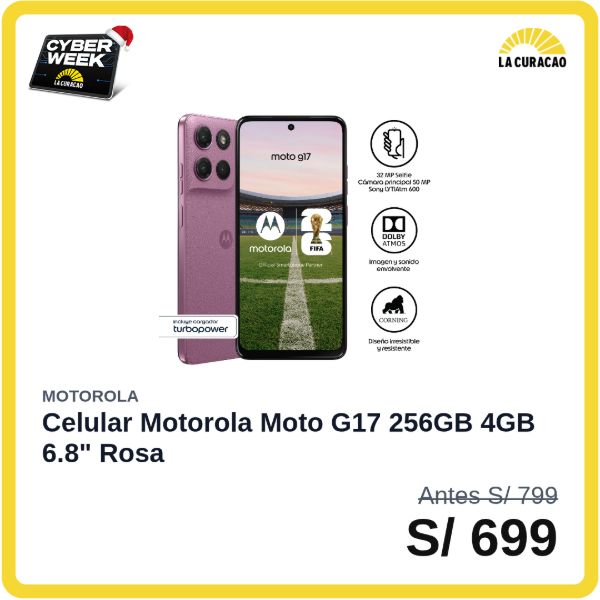 CYBER
WEEK
LA CURACAO
LA CURACAO
moto g17
motorola
FIFA
32 MP Selfie
Cámara principal 50 MP
Sony LYTIAtm 600
DOLBY
ATMOS
Imagen y sonido
envolvente
CORNING
Diseño irresistible
y resistente
Incluye cargador
turbopower
MOTOROLA
Celular Motorola Moto G17 256GB 4GB
6.8" Rosa
Antes S/ 799
S/ 699